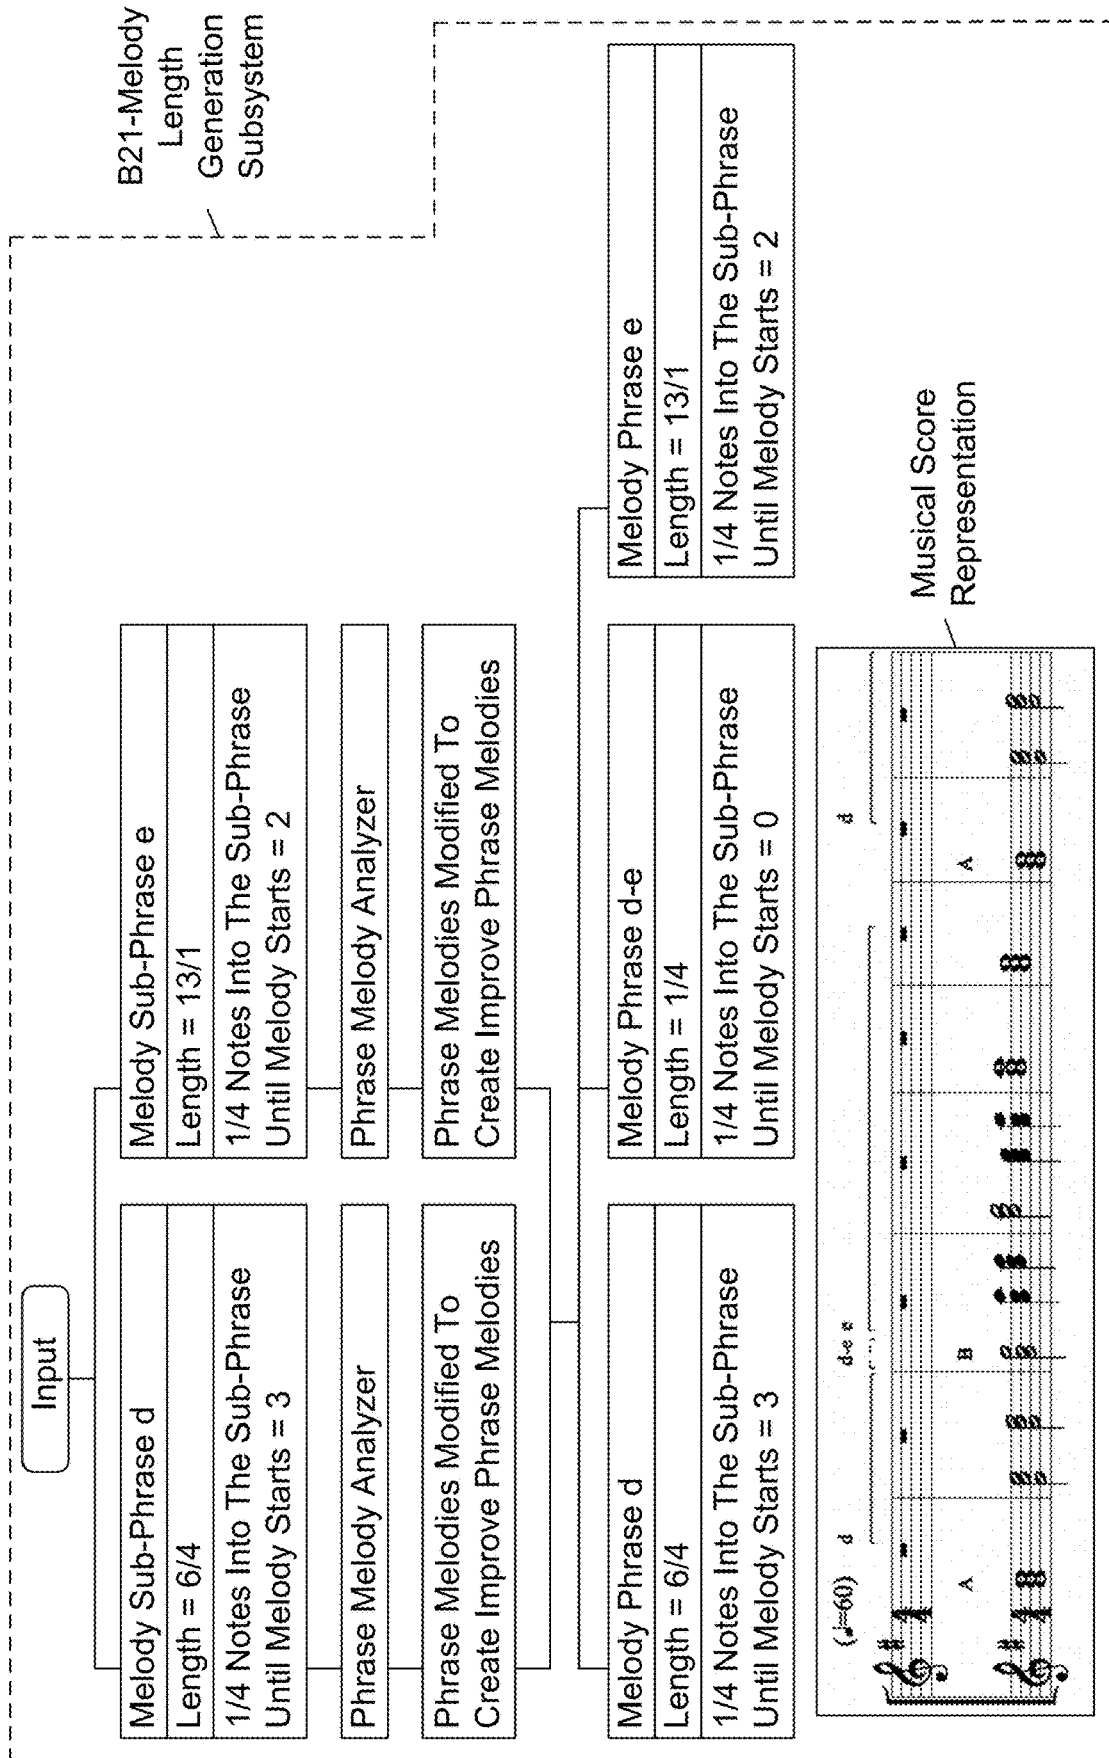 B21-Melody
Length
Generation
Subsystem
Input
Melody Sub-Phrase d
Length = 6/4
1/4 Notes Into The Sub-Phrase
Until Melody Starts = 3
Melody Sub-Phrase e
Length = 13/1
1/4 Notes Into The Sub-Phrase
Until Melody Starts = 2
Phrase Melody Analyzer
Phrase Melody Analyzer
Phrase Melodies Modified To
Create Improve Phrase Melodies
Phrase Melodies Modified To
Create Improve Phrase Melodies
Melody Phrase d
Length = 6/4
1/4 Notes Into The Sub-Phrase
Until Melody Starts = 3
Melody Phrase d-e
Length = 1/4
1/4 Notes Into The Sub-Phrase
Until Melody Starts = 0
Melody Phrase e
Length = 13/1
1/4 Notes Into The Sub-Phrase
Until Melody Starts = 2
Musical Score
Representation
(♩=60) d d-e e d
4
4
A B A
4
4